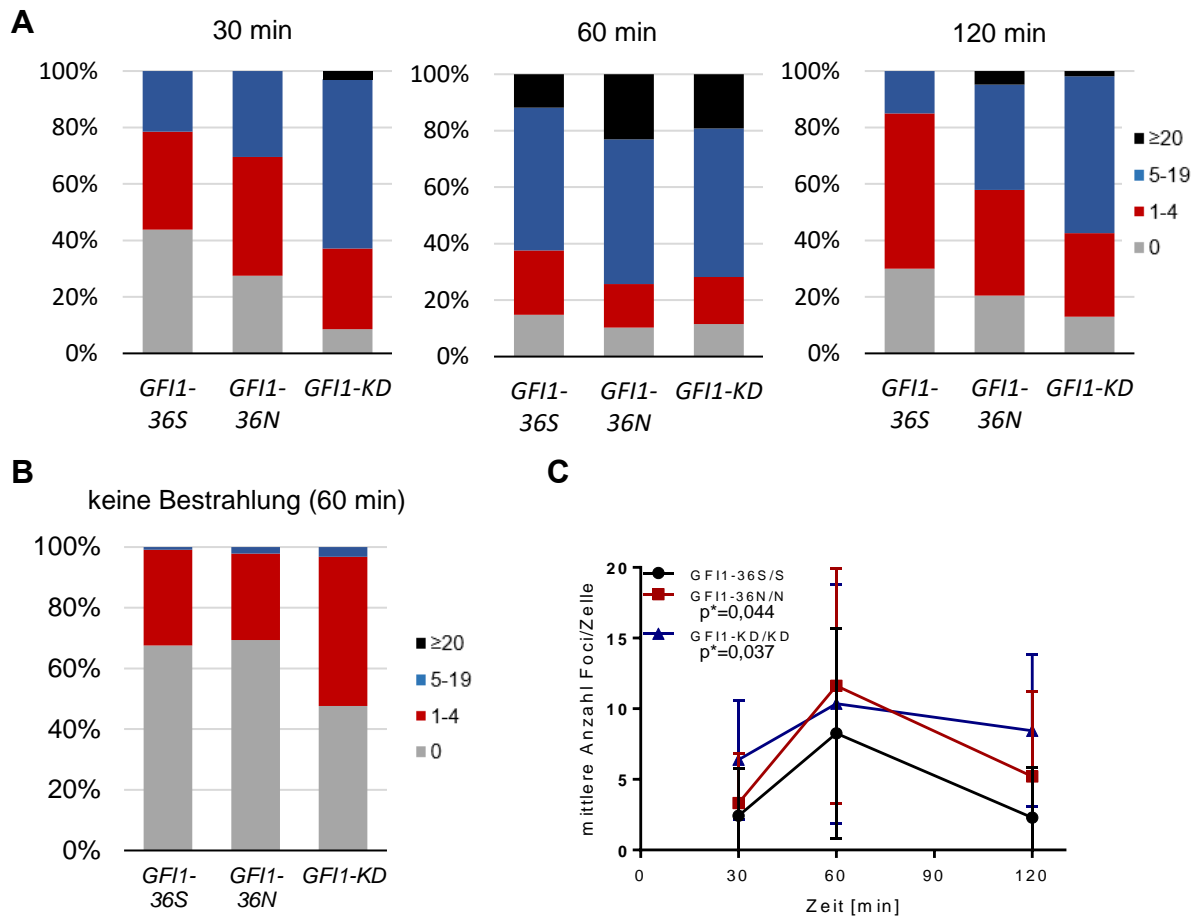 A
30 min
60 min
120 min
100%
80%
60%
40%
20%
0%
GFI1-
36S
GFI1-
36N
GFI1-KD
100%
80%
60%
40%
20%
0%
GFI1-
36S
GFI1-
36N
GFI1-KD
100%
80%
60%
40%
20%
0%
GFI1-
36S
GFI1-
36N
GFI1-KD
≥20
5-19
1-4
0
B
keine Bestrahlung (60 min)
100%
80%
60%
40%
20%
0%
GFI1-
36S
GFI1-
36N
GFI1-KD
≥20
5-19
1-4
0
C
GFI1-36S/S
GFI1-36N/N
p*=0,044
GFI1-KD/KD
p*=0,037
mittlere Anzahl Foci/Zelle
20
15
10
5
0
0 30 60 90 120
Zeit [min]